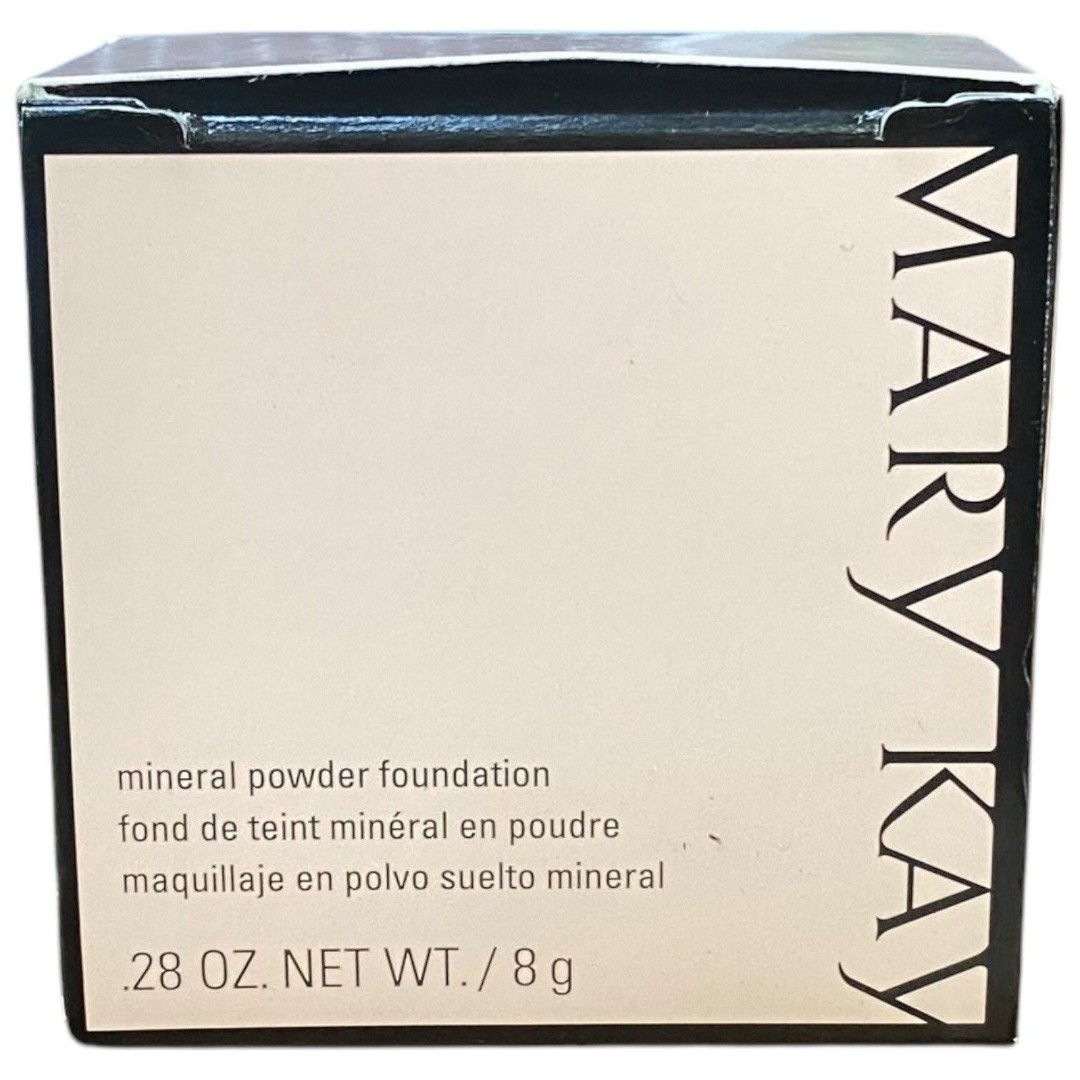 MARY KAY
mineral powder foundation
fond de teint minéral en poudre
maquillaje en polvo suelto mineral
.28 OZ. NET WT. / 8 g